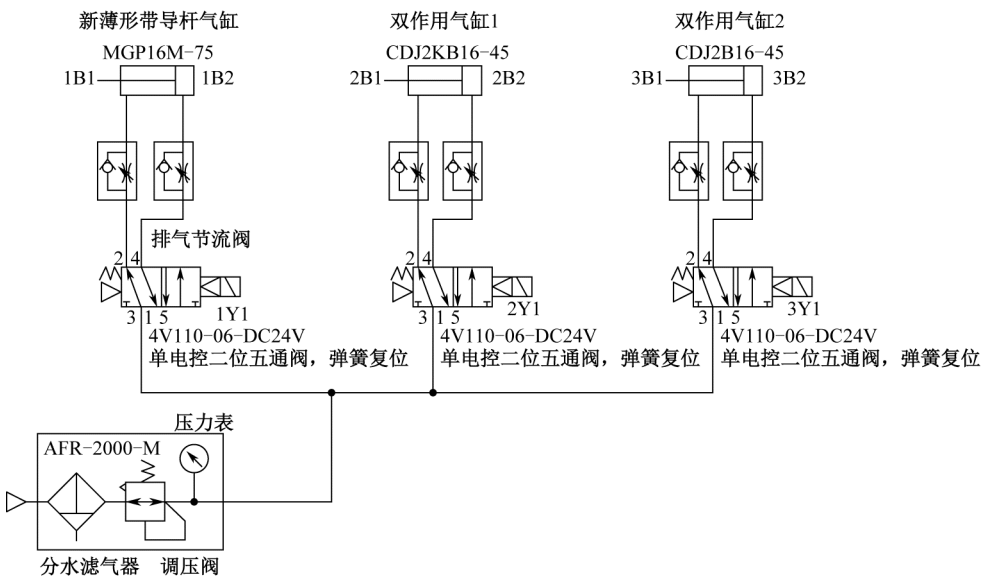 新薄形带导杆气缸
双作用气缸1
双作用气缸2
MGP16M-75
CDJ2KB16-45
CDJ2B16-45
1B1
1B2
2B1
2B2
3B1
3B2
排气节流阀
2 4
2 4
2 4
3 1 5
1Y1
3 1 5
2Y1
3 1 5
3Y1
4V110-06-DC24V
4V110-06-DC24V
4V110-06-DC24V
单电控二位五通阀，弹簧复位
单电控二位五通阀，弹簧复位
单电控二位五通阀，弹簧复位
压力表
AFR-2000-M
分水滤气器
调压阀